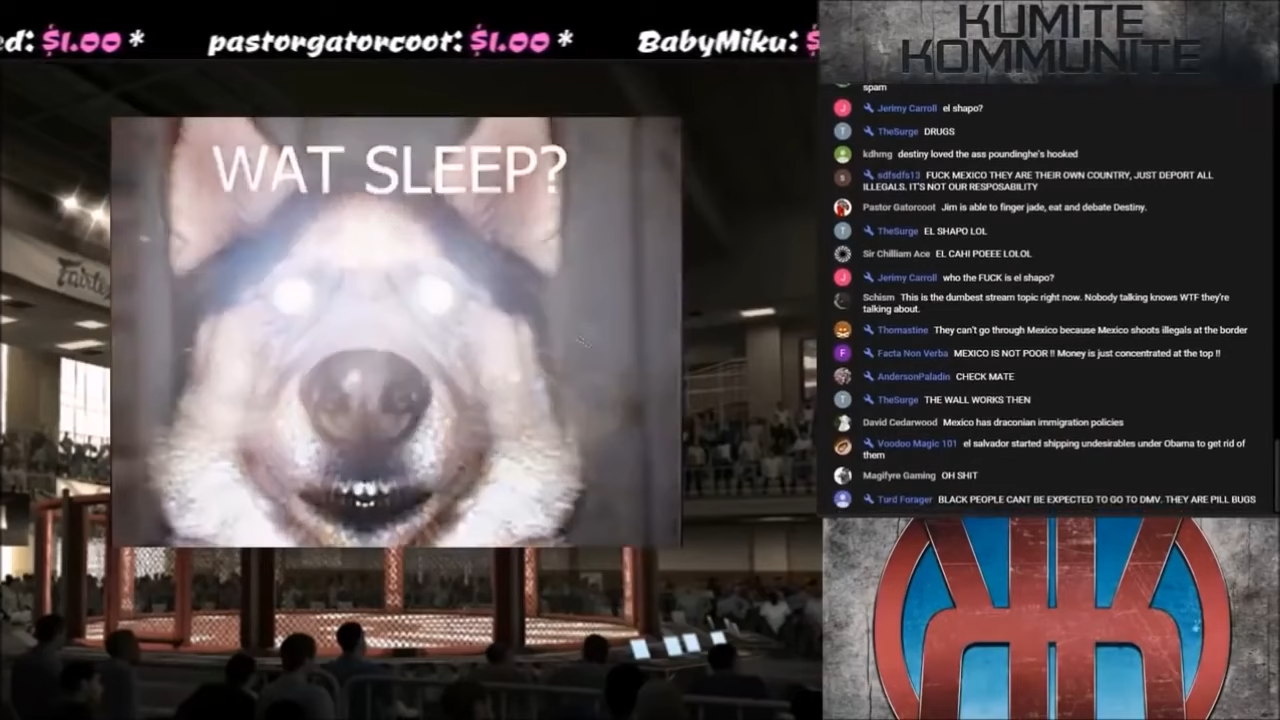 ed: $1.00 * pastorgatorcoot: $1.00 * BabyMiku: $
KUMITE
KOMMUNITE
WAT SLEEP?
Fairtex
spam
Jerimy Carroll el shapo?
TheSurge DRUGS
kdhmg destiny loved the ass poundinghe's hooked
sdfsdfs13 FUCK MEXICO THEY ARE THEIR OWN COUNTRY, JUST DEPORT ALL
ILLEGALS. IT'S NOT OUR RESPOSABILITY
Pastor Gatorcoot Jim is able to finger jade, eat and debate Destiny.
TheSurge EL SHAPO LOL
Sir Chilliam Ace EL CAHI POEEE LOLOL
Jerimy Carroll who the FUCK is el shapo?
Schism This is the dumbest stream topic right now. Nobody talking knows WTF they're
talking about.
Thomastine They can't go through Mexico because Mexico shoots illegals at the border
Facta Non Verba MEXICO IS NOT POOR !! Money is just concentrated at the top !!
AndersonPaladin CHECK MATE
TheSurge THE WALL WORKS THEN
David Cedarwood Mexico has draconian immigration policies
Voodoo Magic 101 el salvador started shipping undesirables under Obama to get rid of
them
Magifyre Gaming OH SHIT
Turd Forager BLACK PEOPLE CANT BE EXPECTED TO GO TO DMV. THEY ARE PILL BUGS